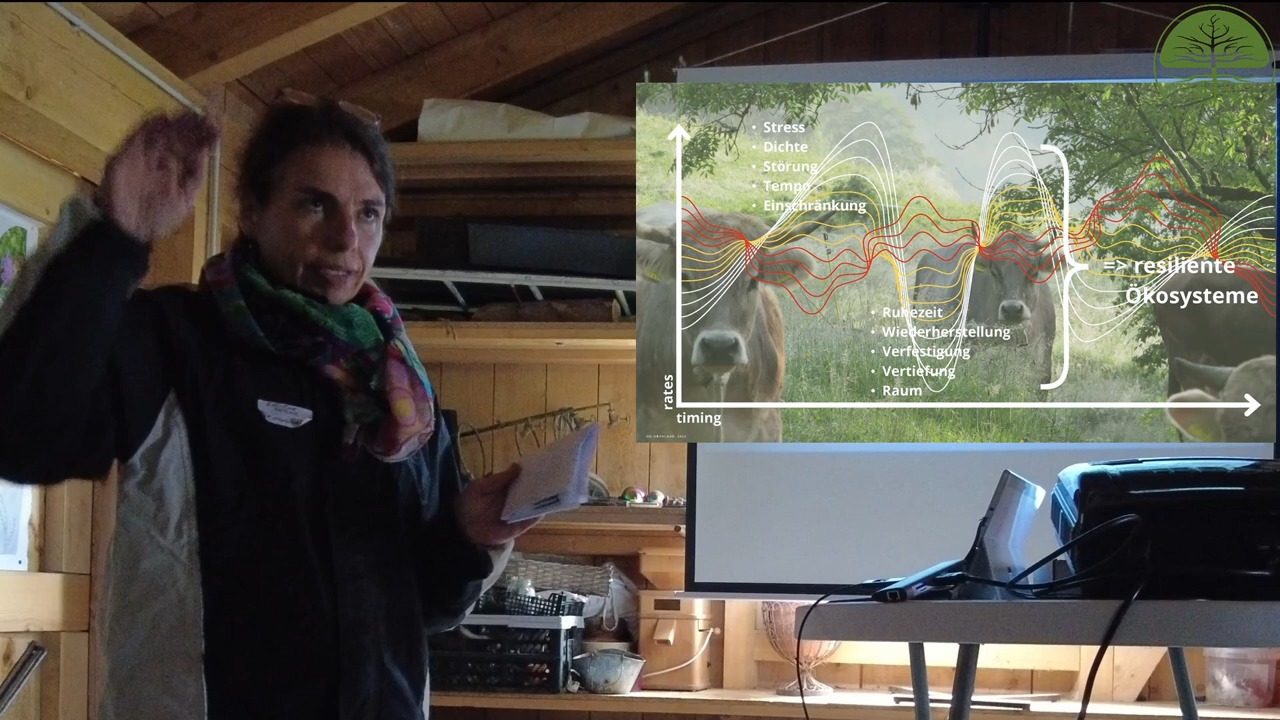 • Stress
• Dichte
• Störung
• Tempo
• Einschränkung
=> resiliente
Ökosysteme
• Ruhezeit
• Wiederherstellung
• Verfestigung
• Vertiefung
• Raum
rates
timing